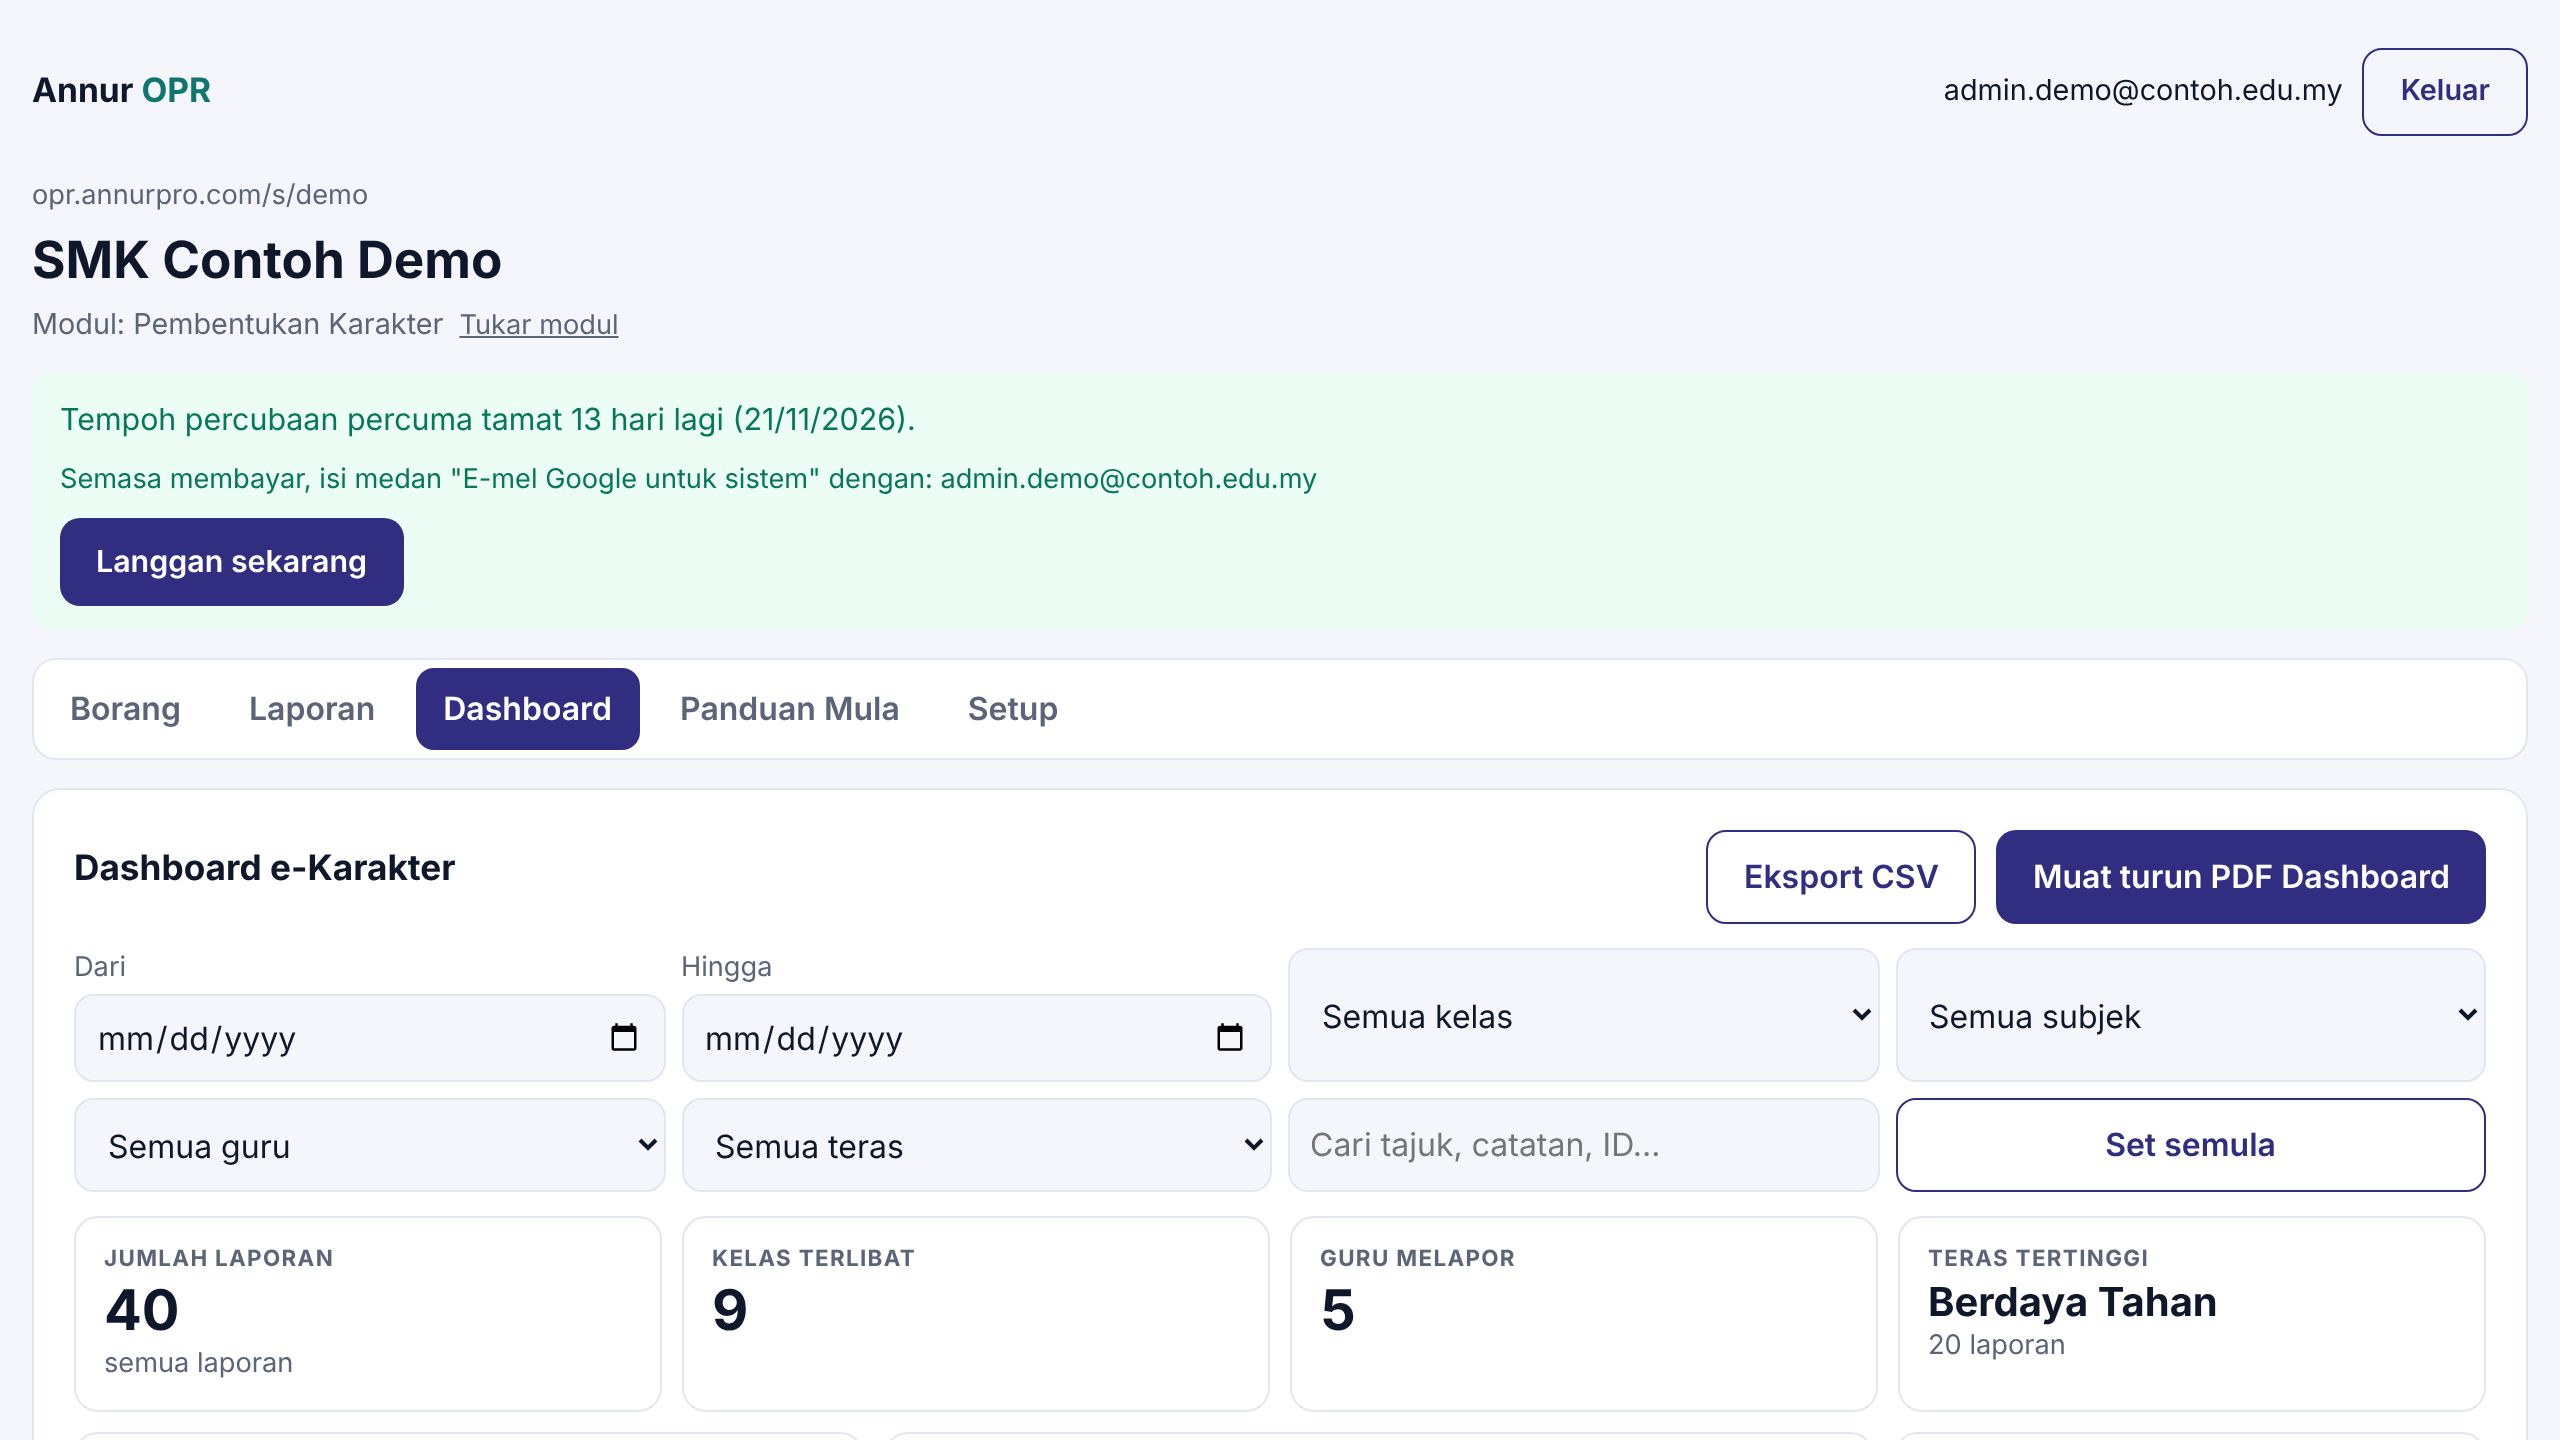 Annur OPR
admin.demo@contoh.edu.my
Keluar
opr.annurpro.com/s/demo
SMK Contoh Demo
Modul: Pembentukan Karakter Tukar modul
Tempoh percubaan percuma tamat 13 hari lagi (21/11/2026).
Semasa membayar, isi medan "E-mel Google untuk sistem" dengan: admin.demo@contoh.edu.my
Langgan sekarang
Borang Laporan Dashboard Panduan Mula Setup
Dashboard e-Karakter
Eksport CSV
Muat turun PDF Dashboard
Dari
mm/dd/yyyy
Hingga
mm/dd/yyyy
Semua kelas
Semua subjek
Semua guru
Semua teras
Cari tajuk, catatan, ID...
Set semula
JUMLAH LAPORAN
40
semua laporan
KELAS TERLIBAT
9
GURU MELAPOR
5
TERAS TERTINGGI
Berdaya Tahan
20 laporan